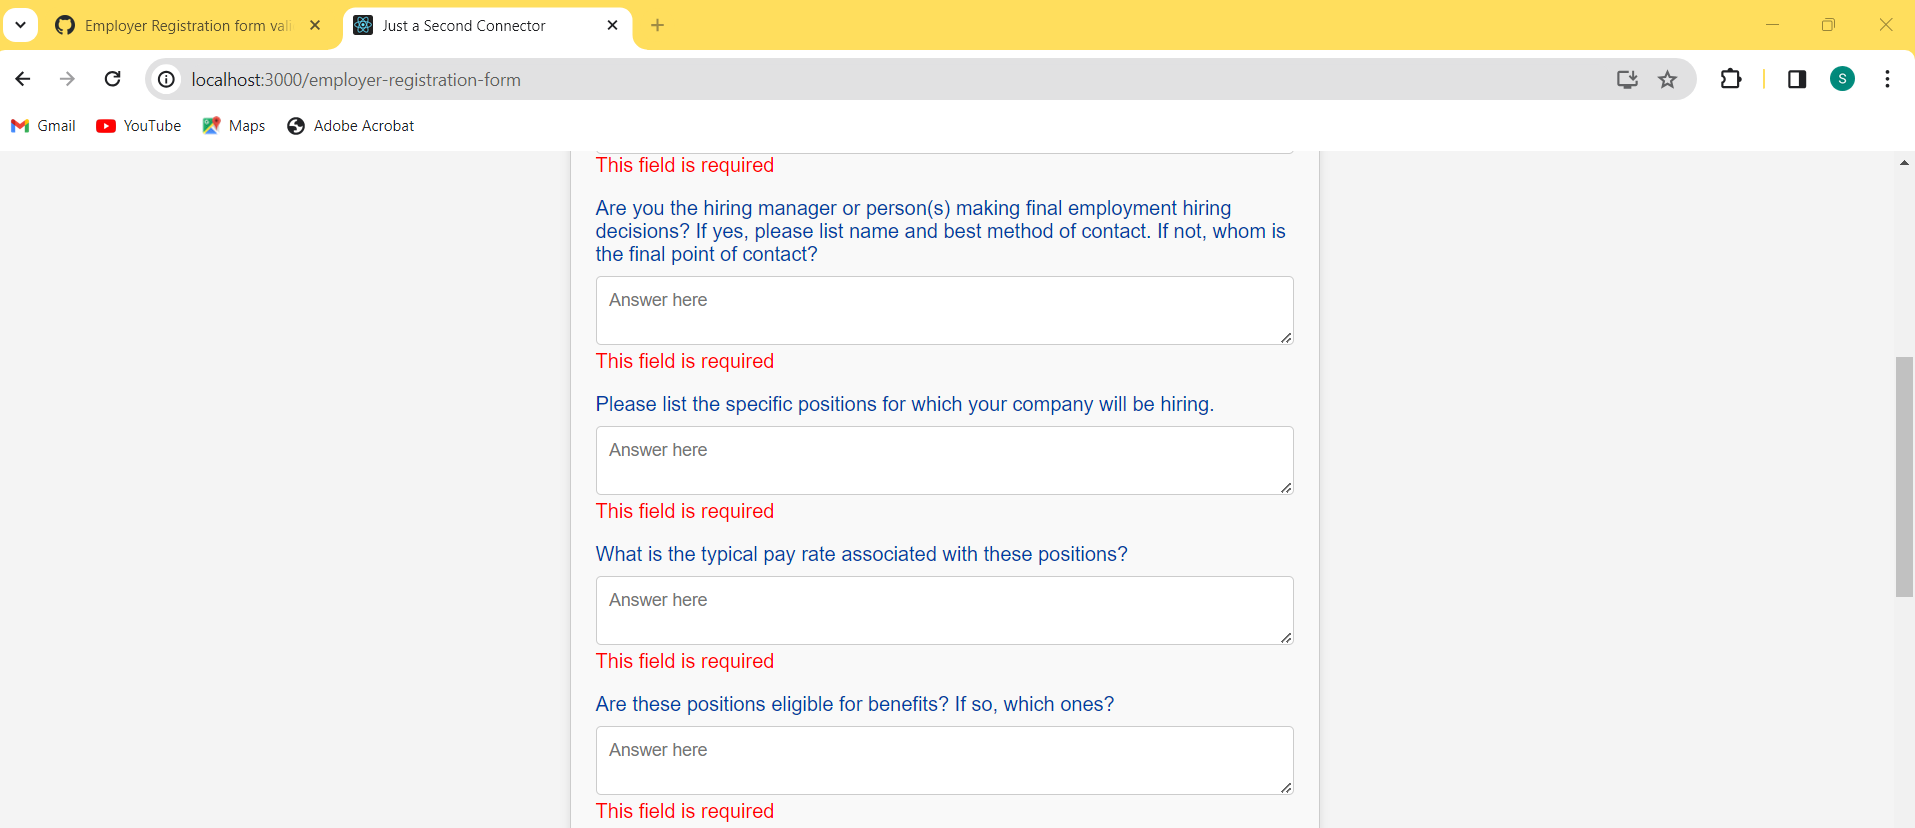 Employer Registration form vali
Just a Second Connector
localhost:3000/employer-registration-form
S
Gmail
YouTube
Maps
Adobe Acrobat
This field is required
Are you the hiring manager or person(s) making final employment hiring
decisions? If yes, please list name and best method of contact. If not, whom is
the final point of contact?
Answer here
This field is required
Please list the specific positions for which your company will be hiring.
Answer here
This field is required
What is the typical pay rate associated with these positions?
Answer here
This field is required
Are these positions eligible for benefits? If so, which ones?
Answer here
This field is required